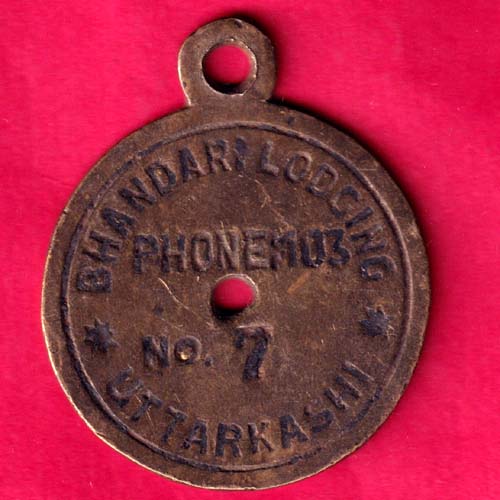 BHANDARI LODGING
PHONE 103
No. 7
UTTARKASHI